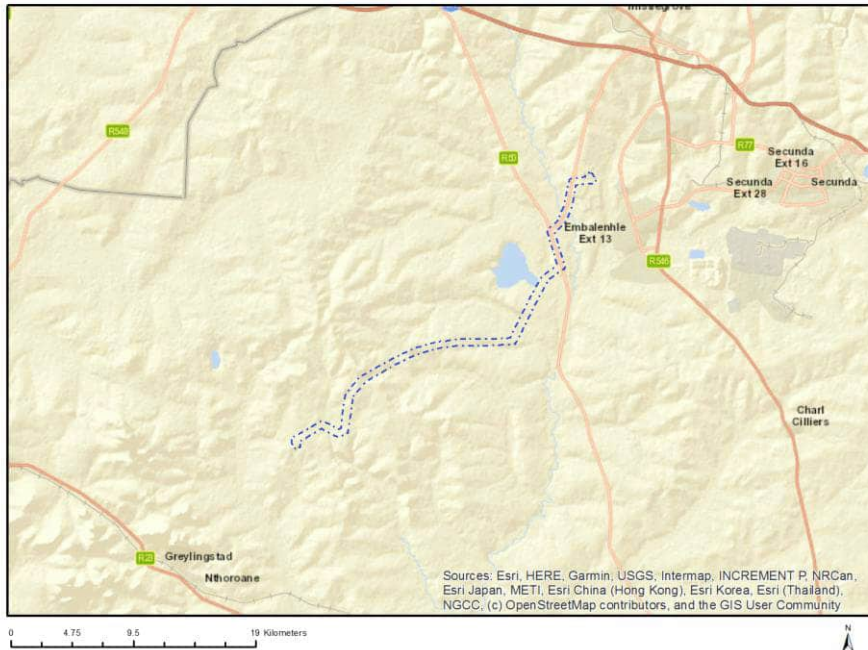 R548
R50
R77
Secunda
Ext 16
Secunda
Ext 28
Secunda
Embalenhle
Ext 13
R546
Charl
Cilliers
R23
Greylingstad
Nthoroane
Sources: Esri, HERE, Garmin, USGS, Intermap, INCREMENT P, NRCan,
Esri Japan, METI, Esri China (Hong Kong), Esri Korea, Esri (Thailand),
NGCC, (c) OpenStreetMap contributors, and the GIS User Community
0 4.75 9.5 19 Kilometers
N